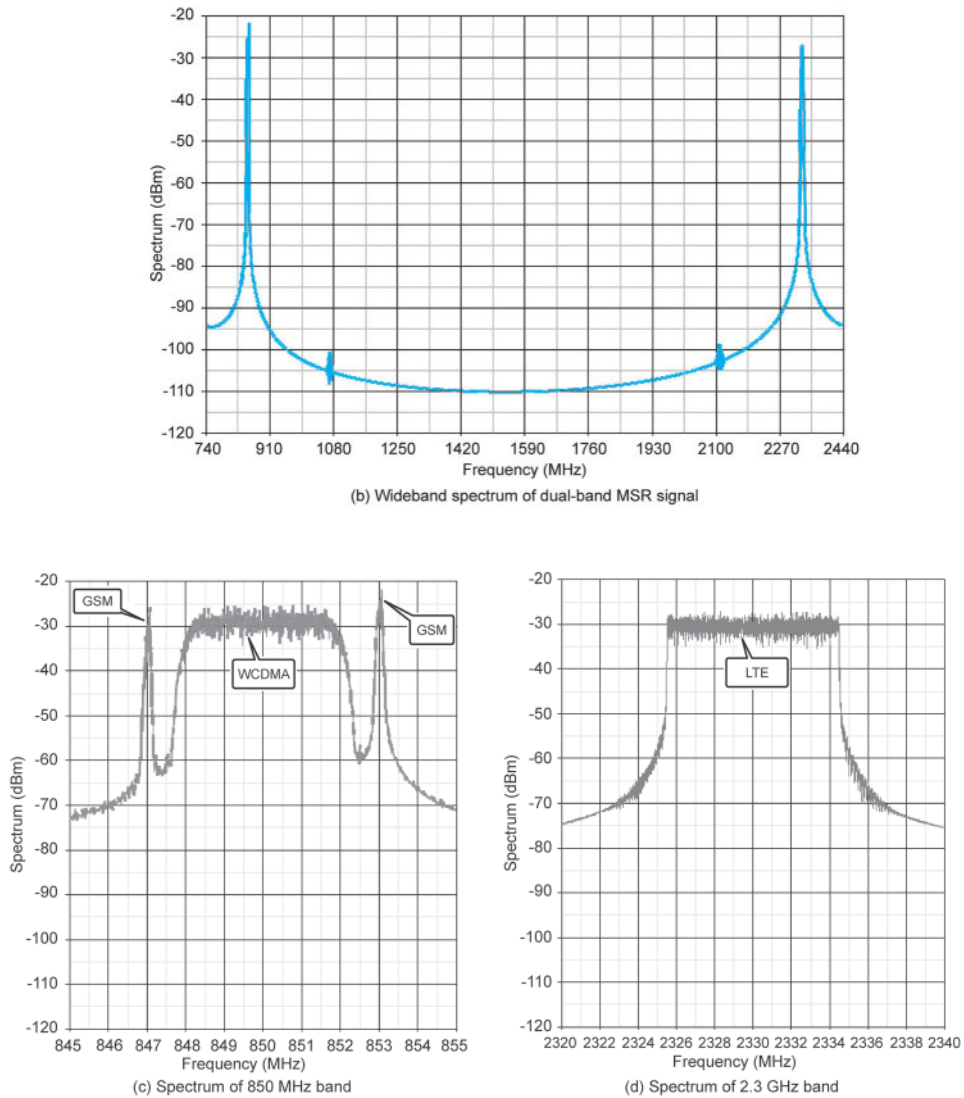 -20
-30
-40
-50
-60
-70
-80
-90
-100
-110
-120
Spectrum (dBm)
740 910 1080 1250 1420 1590 1760 1930 2100 2270 2440
Frequency (MHz)
(b) Wideband spectrum of dual-band MSR signal
-20
-30
-40
-50
-60
-70
-80
-90
-100
-110
-120
Spectrum (dBm)
GSM
WCDMA
GSM
845 846 847 848 849 850 851 852 853 854 855
Frequency (MHz)
(c) Spectrum of 850 MHz band
-20
-30
-40
-50
-60
-70
-80
-90
-100
-110
-120
Spectrum (dBm)
LTE
2320 2322 2324 2326 2328 2330 2332 2334 2336 2338 2340
Frequency (MHz)
(d) Spectrum of 2.3 GHz band